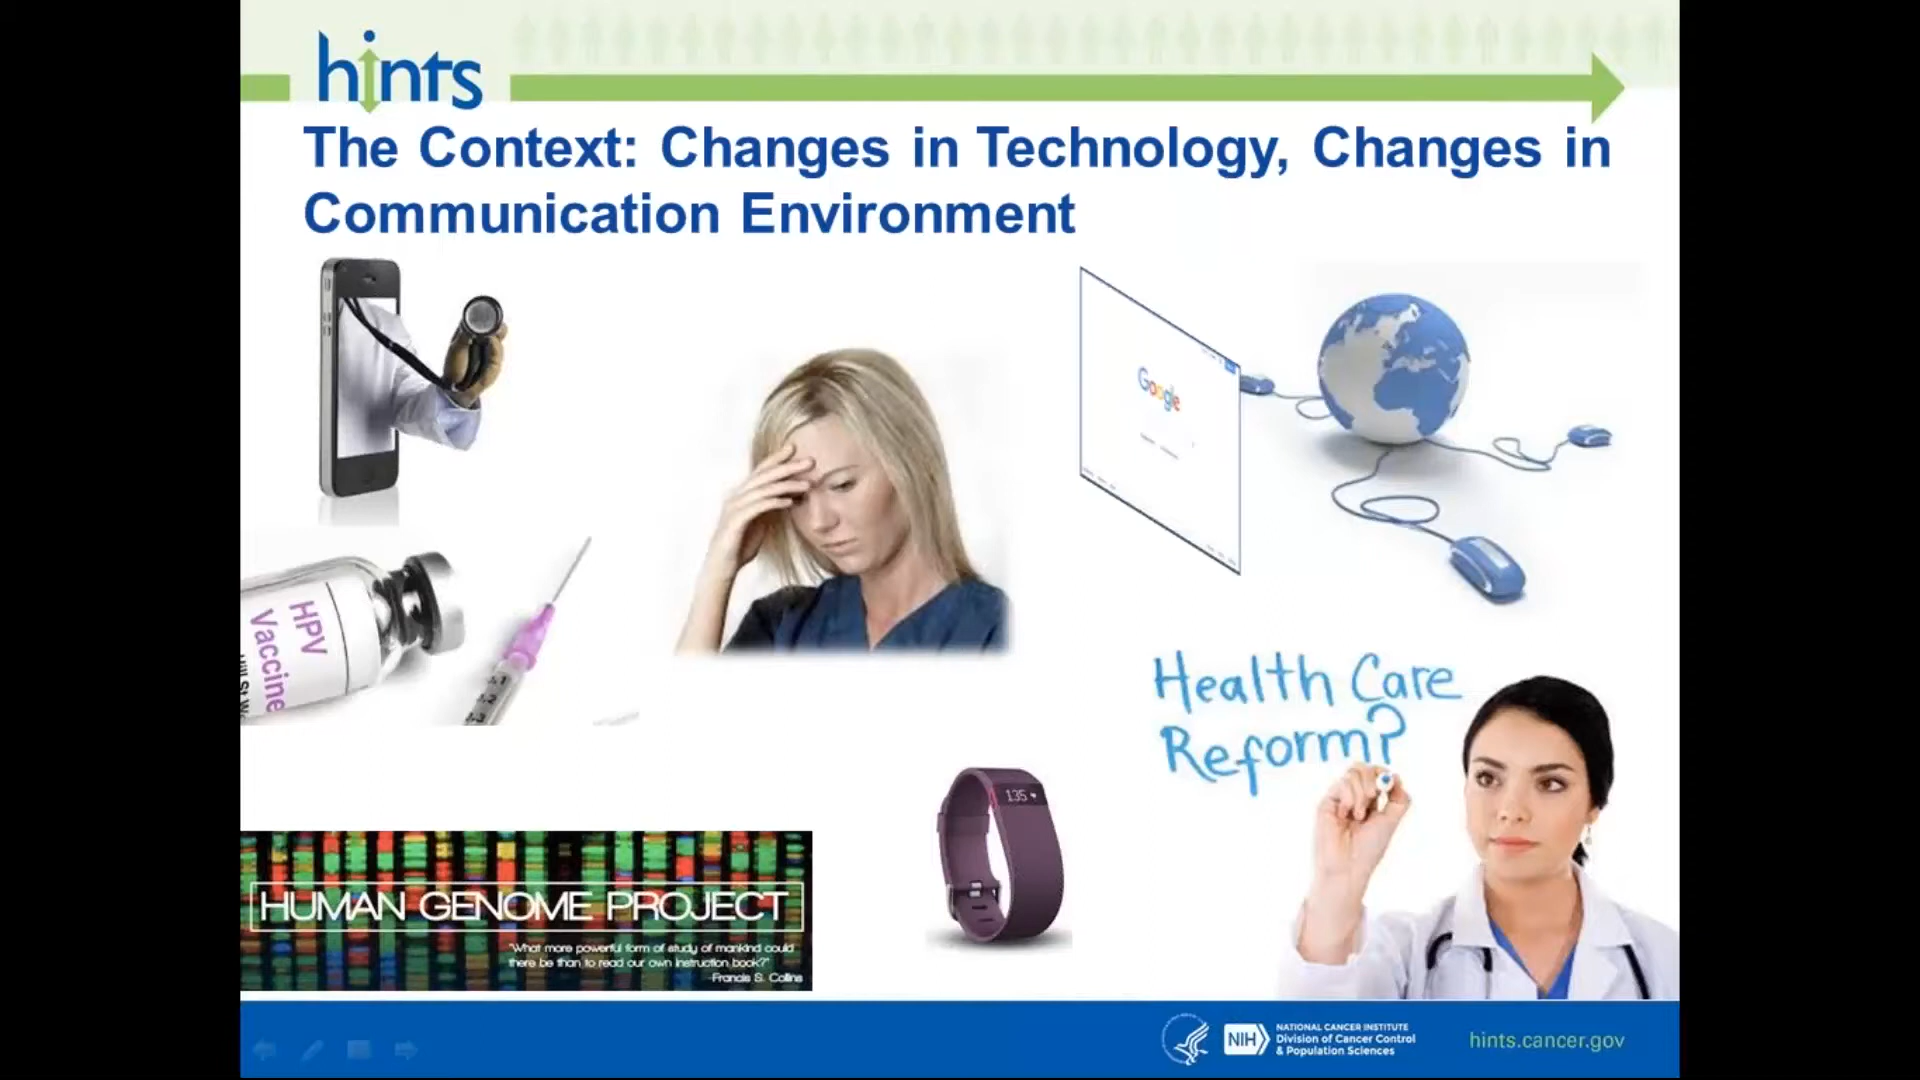 hints
The Context: Changes in Technology, Changes in
Communication Environment
Google
HPV
Vaccine
Health Care
Reform?
135
HUMAN GENOME PROJECT
"What more powerful form of study of mankind could
there be than to read our own instruction book?"
-Francis S. Collins
NIH
NATIONAL CANCER INSTITUTE
Division of Cancer Control
& Population Sciences
hints.cancer.gov